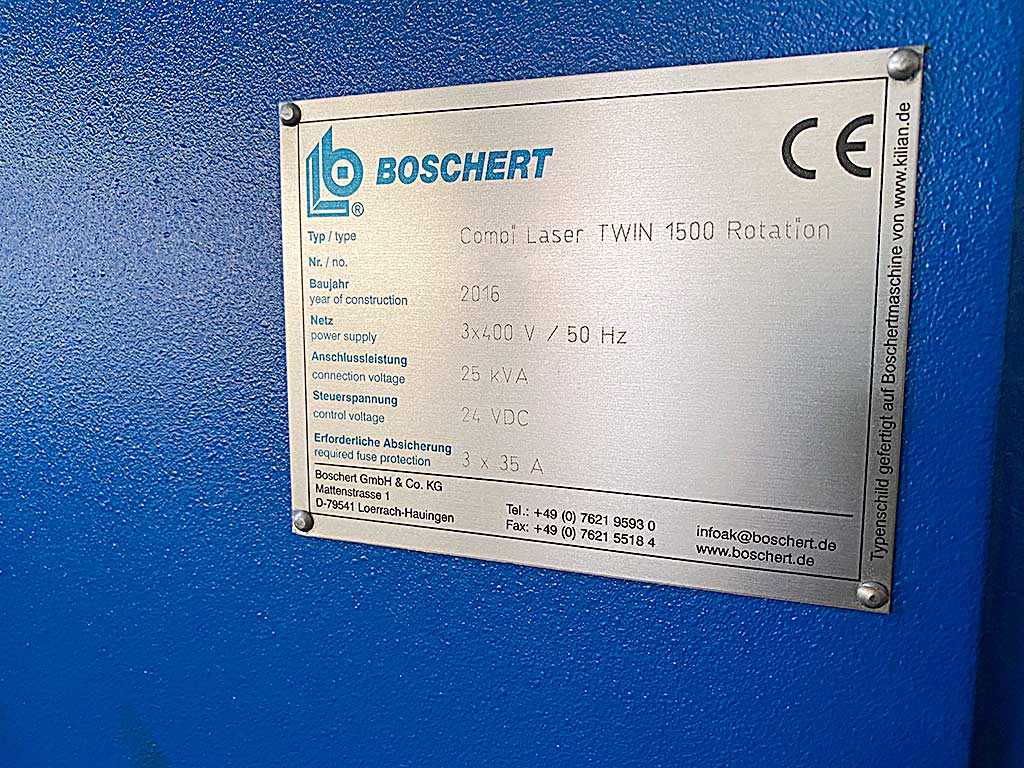 BOSCHERT
®
CE
Typ / type Combi Laser TWIN 1500 Rotation
Nr. / no.
Baujahr
year of construction 2016
Netz
power supply 3x400 V / 50 Hz
Anschlussleistung
connection voltage 25 kVA
Steuerspannung
control voltage 24 VDC
Erforderliche Absicherung
required fuse protection 3 x 35 A
Boschert GmbH & Co. KG
Mattenstrasse 1
D-79541 Loerrach-Hauingen
Tel.: +49 (0) 7621 9593 0
Fax: +49 (0) 7621 5518 4
infoak@boschert.de
www.boschert.de
Typenschild gefertigt auf Boschertmaschine von www.kilian.de